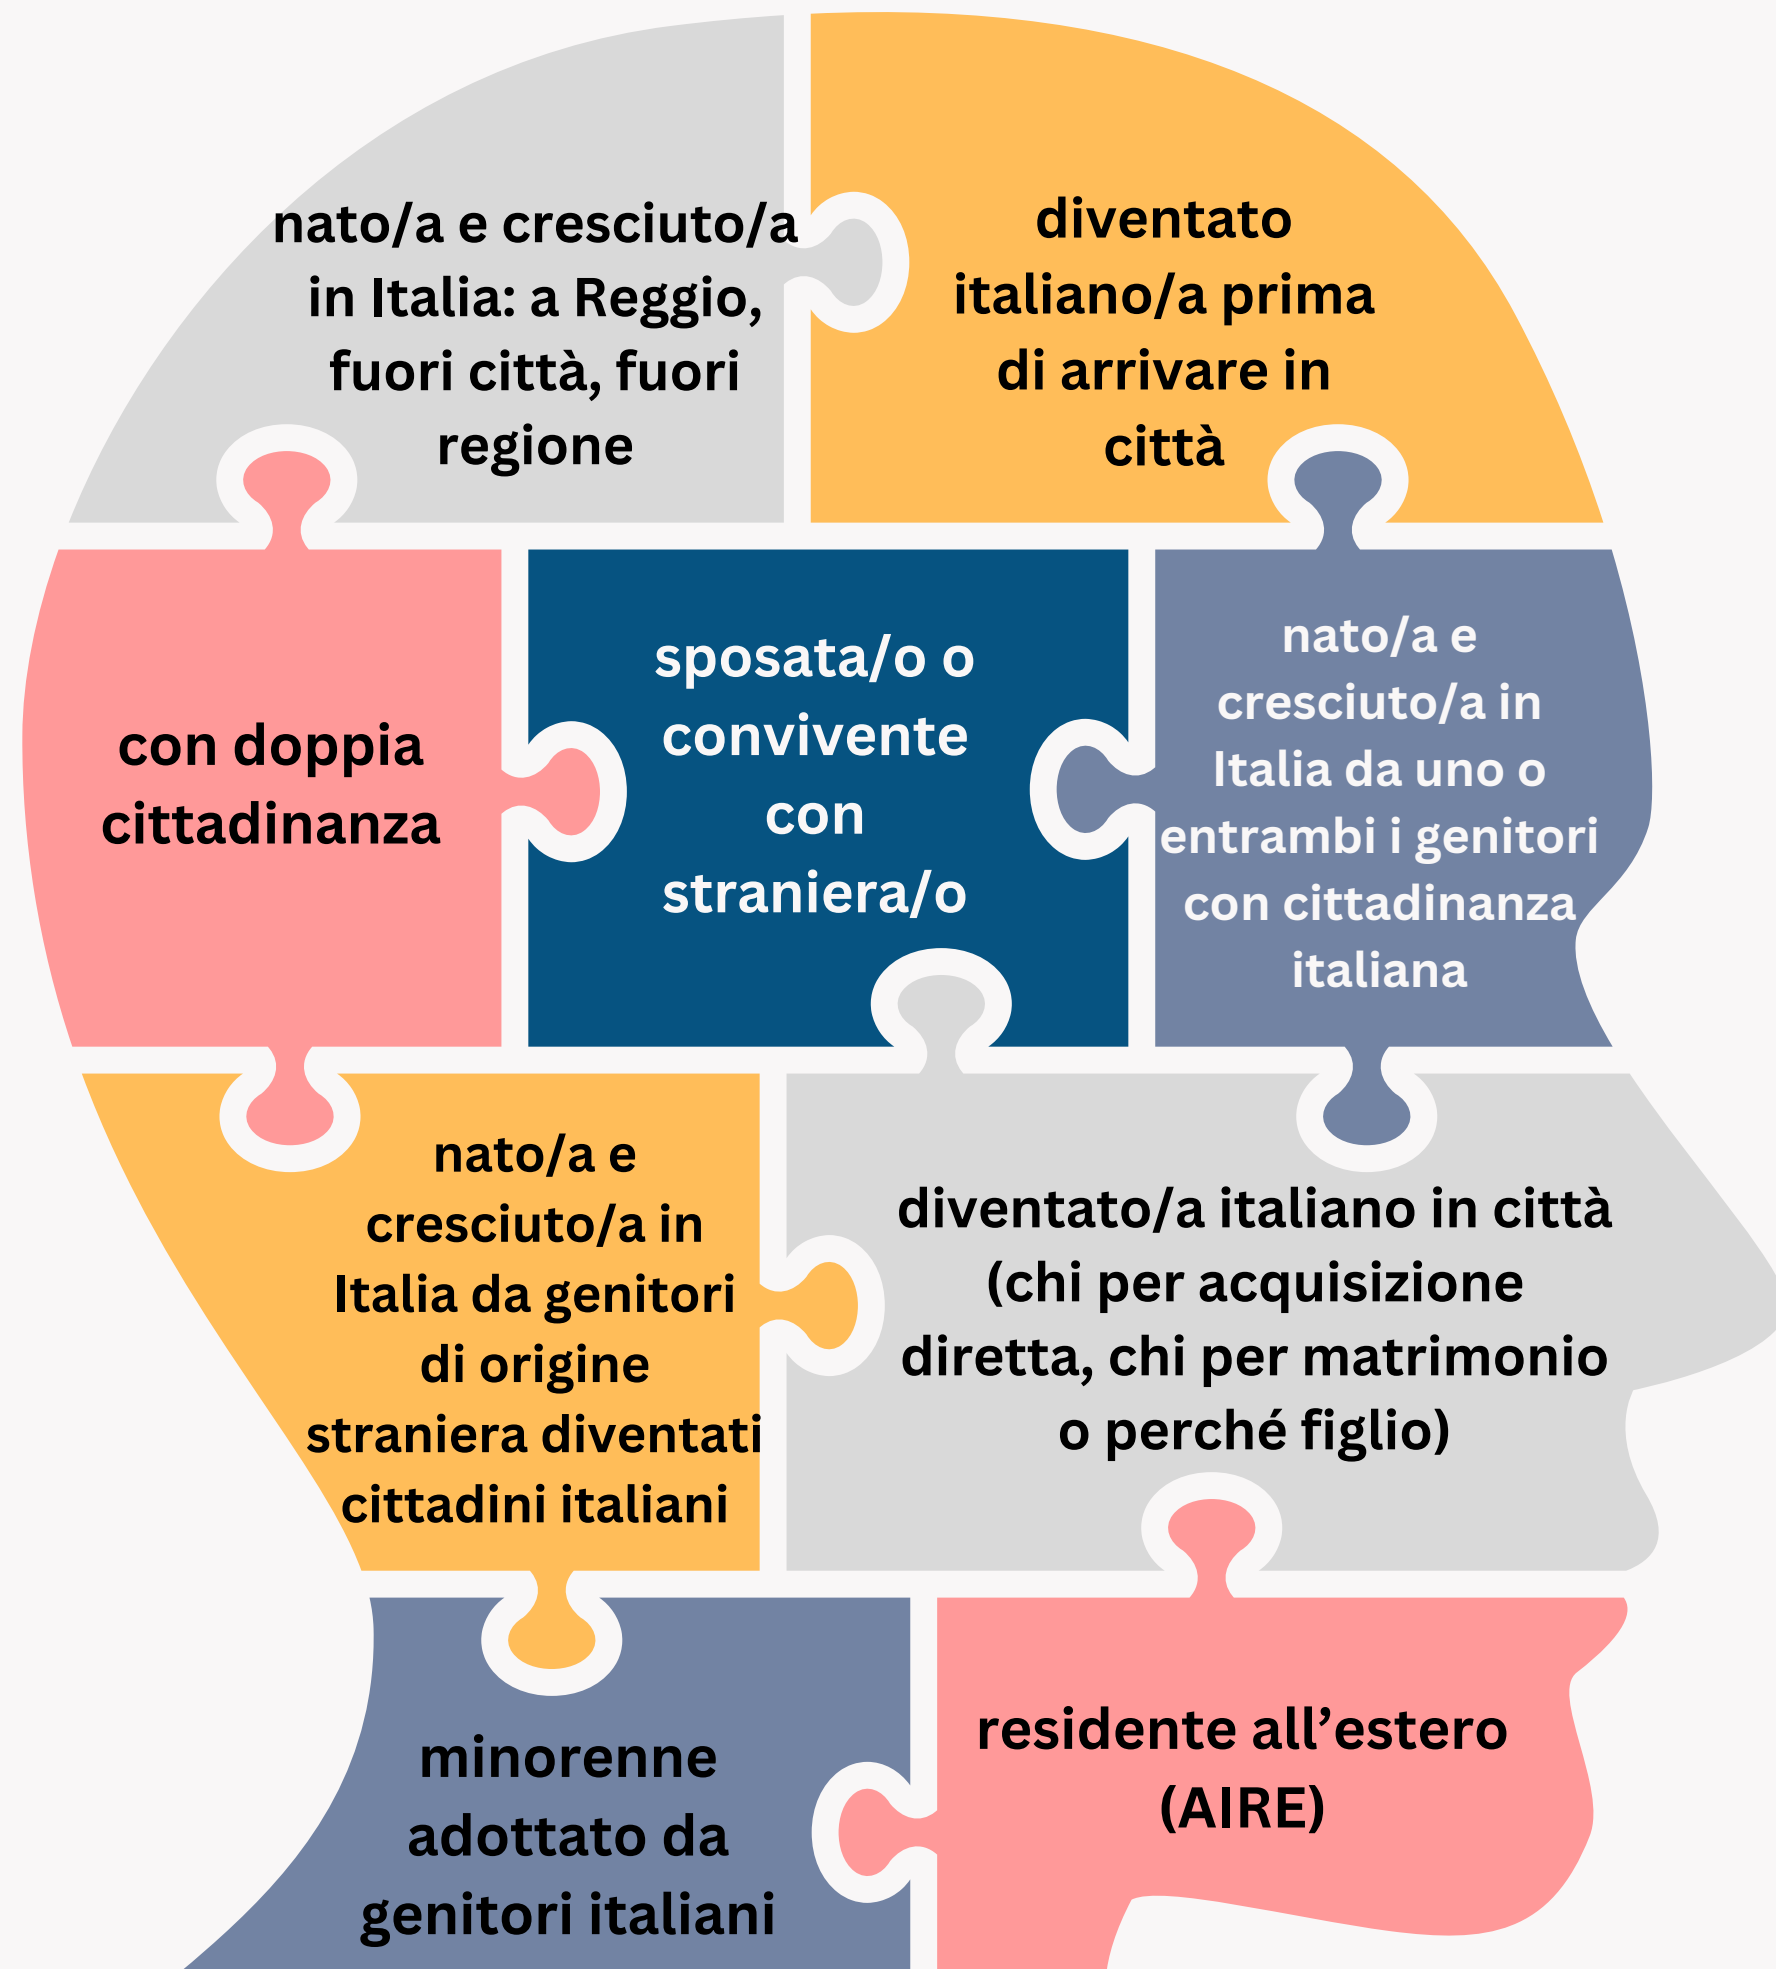 nato/a e cresciuto/a
in Italia: a Reggio,
fuori città, fuori
regione
diventato
italiano/a prima
di arrivare in
città
con doppia
cittadinanza
sposata/o o
convivente
con
straniera/o
nato/a e
cresciuto/a in
Italia da uno o
entrambi i genitori
con cittadinanza
italiana
nato/a e
cresciuto/a in
Italia da genitori
di origine
straniera diventati
cittadini italiani
diventato/a italiano in città
(chi per acquisizione
diretta, chi per matrimonio
o perché figlio)
minorenne
adottato da
genitori italiani
residente all’estero
(AIRE)